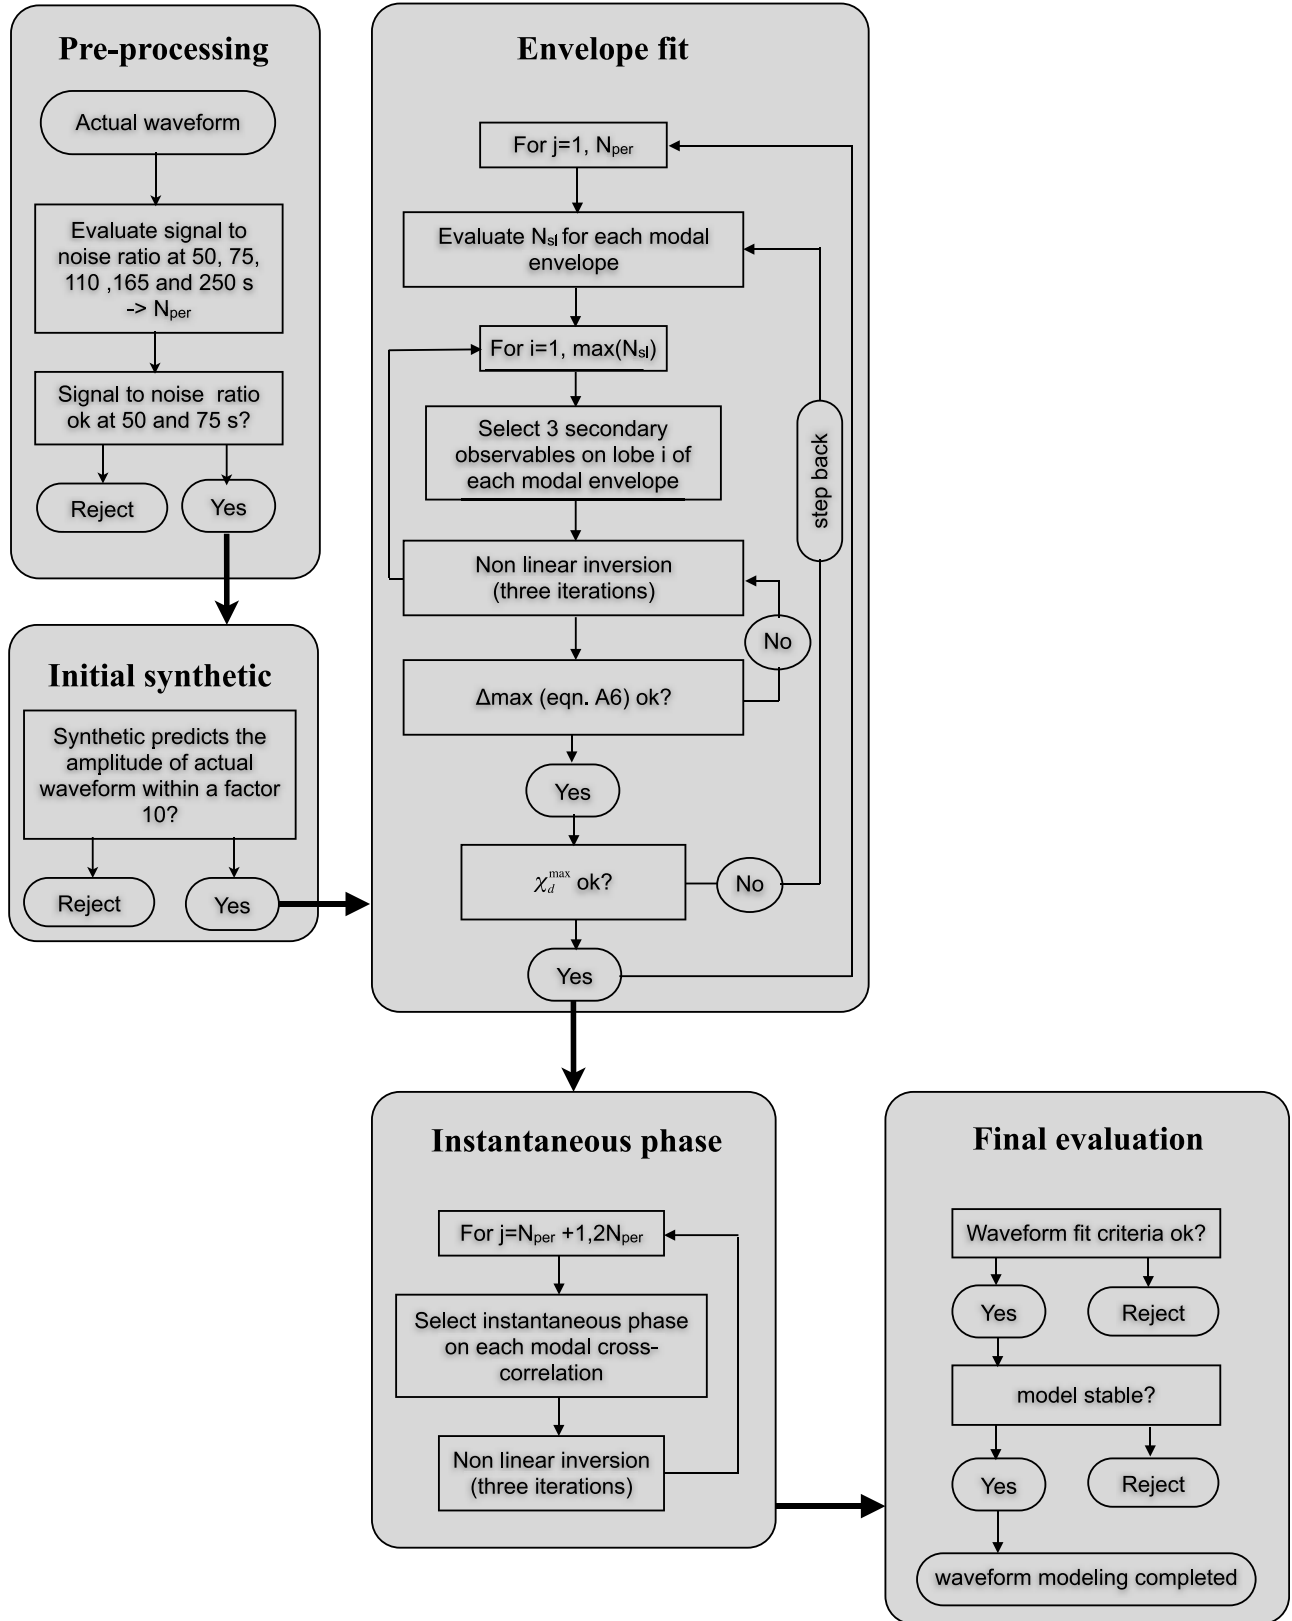 Pre-processing
Actual waveform
Evaluate signal to
noise ratio at 50, 75,
110 ,165 and 250 s
-> Nper
Signal to noise ratio
ok at 50 and 75 s?
Reject
Yes
Initial synthetic
Synthetic predicts the
amplitude of actual
waveform within a factor
10?
Reject
Yes
Envelope fit
For j=1, Nper
Evaluate Nsl for each modal
envelope
For i=1, max(Nsl)
Select 3 secondary
observables on lobe i of
each modal envelope
step back
Non linear inversion
(three iterations)
No
Δmax (eqn. A6) ok?
Yes
χ_d^max ok?
No
Yes
Instantaneous phase
For j=Nper +1,2Nper
Select instantaneous phase
on each modal cross-
correlation
Non linear inversion
(three iterations)
Final evaluation
Waveform fit criteria ok?
Yes
Reject
model stable?
Yes
Reject
waveform modeling completed